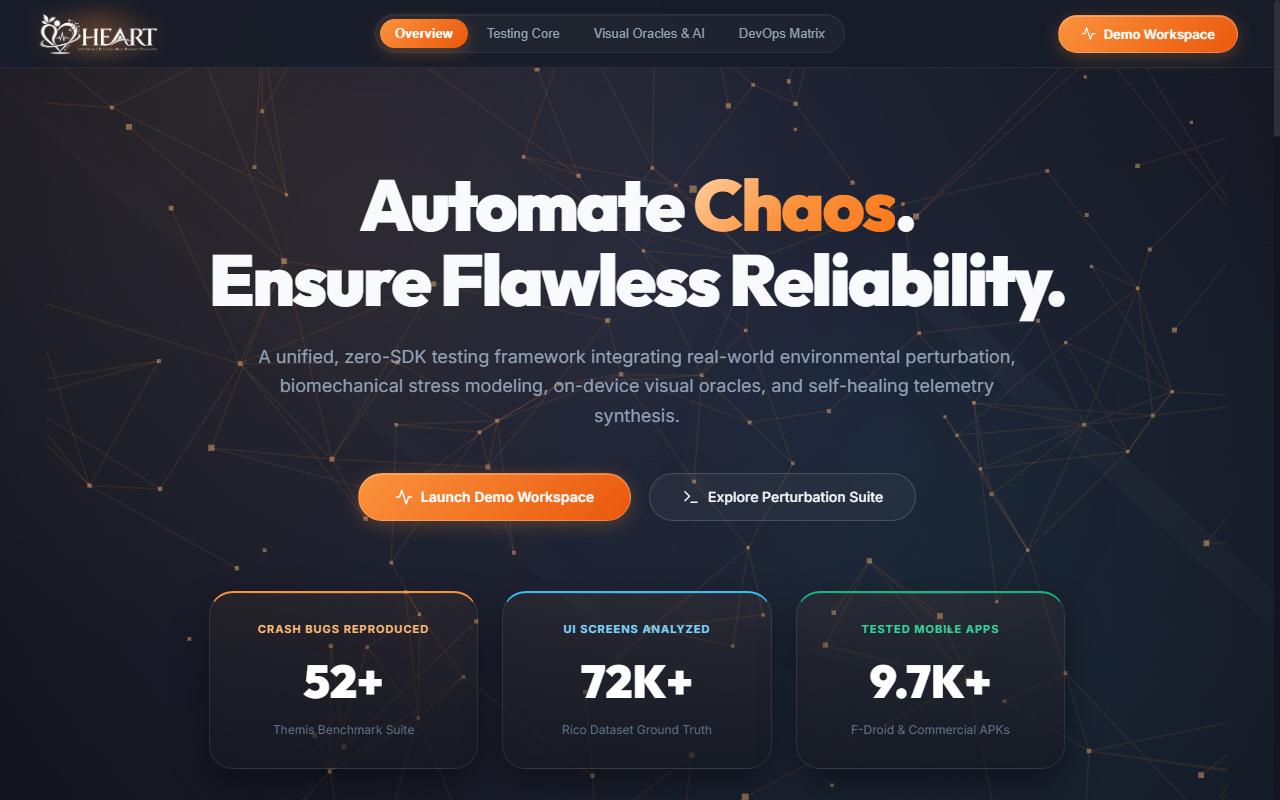 HEART
Overview
Testing Core
Visual Oracles & AI
DevOps Matrix
Demo Workspace
Automate Chaos.
Ensure Flawless Reliability.
A unified, zero-SDK testing framework integrating real-world environmental perturbation,
biomechanical stress modeling, on-device visual oracles, and self-healing telemetry
synthesis.
Launch Demo Workspace
Explore Perturbation Suite
CRASH BUGS REPRODUCED
52+
Themis Benchmark Suite
UI SCREENS ANALYZED
72K+
Rico Dataset Ground Truth
TESTED MOBILE APPS
9.7K+
F-Droid & Commercial APKs